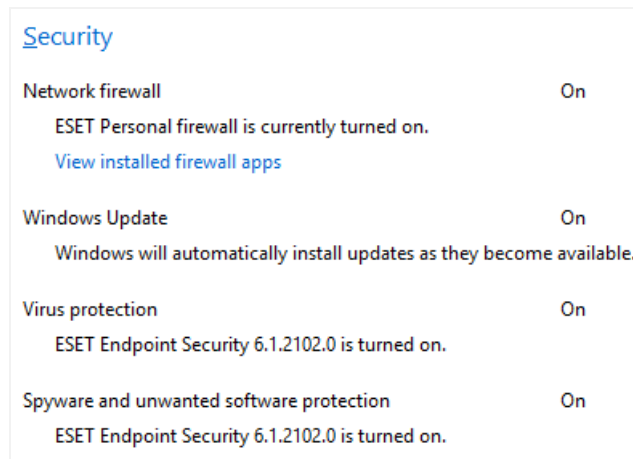 Security
Network firewall On
ESET Personal firewall is currently turned on.
View installed firewall apps
Windows Update On
Windows will automatically install updates as they become available.
Virus protection On
ESET Endpoint Security 6.1.2102.0 is turned on.
Spyware and unwanted software protection On
ESET Endpoint Security 6.1.2102.0 is turned on.